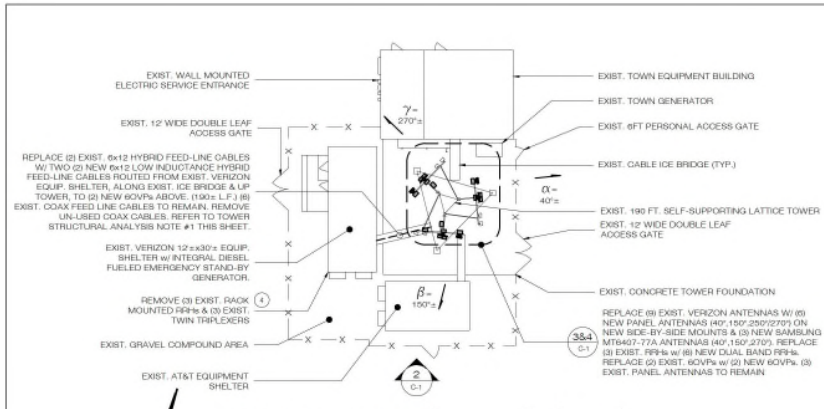 EXIST. WALL MOUNTED
ELECTRIC SERVICE ENTRANCE
EXIST. 12' WIDE DOUBLE LEAF
ACCESS GATE
REPLACE (2) EXIST. 6x12 HYBRID FEED-LINE CABLES
W/ TWO (2) NEW 6x12 LOW INDUCTANCE HYBRID
FEED-LINE CABLES ROUTED FROM EXIST. VERIZON
EQUIP. SHELTER, ALONG EXIST. ICE BRIDGE & UP
TOWER, TO (2) NEW 6OVPs ABOVE. (190± L.F.) (6)
EXIST. COAX FEED LINE CABLES TO REMAIN. REMOVE
UN-USED COAX CABLES. REFER TO TOWER
STRUCTURAL ANALYSIS NOTE #1 THIS SHEET.
EXIST. VERIZON 12'±x30'± EQUIP.
SHELTER w/ INTEGRAL DIESEL
FUELED EMERGENCY STAND-BY
GENERATOR.
REMOVE (3) EXIST. RACK
MOUNTED RRHs & (3) EXIST.
TWIN TRIPLEXERS
4
EXIST. GRAVEL COMPOUND AREA
EXIST. AT&T EQUIPMENT
SHELTER
γ=
270°±
α=
40°±
β=
150°±
2
C-1
EXIST. TOWN EQUIPMENT BUILDING
EXIST. TOWN GENERATOR
EXIST. 6FT PERSONAL ACCESS GATE
EXIST. CABLE ICE BRIDGE (TYP.)
EXIST. 190 FT. SELF-SUPPORTING LATTICE TOWER
EXIST. 12' WIDE DOUBLE LEAF
ACCESS GATE
EXIST. CONCRETE TOWER FOUNDATION
3&4
C-1
REPLACE (9) EXIST. VERIZON ANTENNAS W/ (6)
NEW PANEL ANTENNAS (40°,150°,250°/270°) ON
NEW SIDE-BY-SIDE MOUNTS & (3) NEW SAMSUNG
MT6407-77A ANTENNAS (40°,150°,270°). REPLACE
(3) EXIST. RRHs w/ (6) NEW DUAL BAND RRHs.
REPLACE (2) EXIST. 6OVPs w/ (2) NEW 6OVPs. (3)
EXIST. PANEL ANTENNAS TO REMAIN